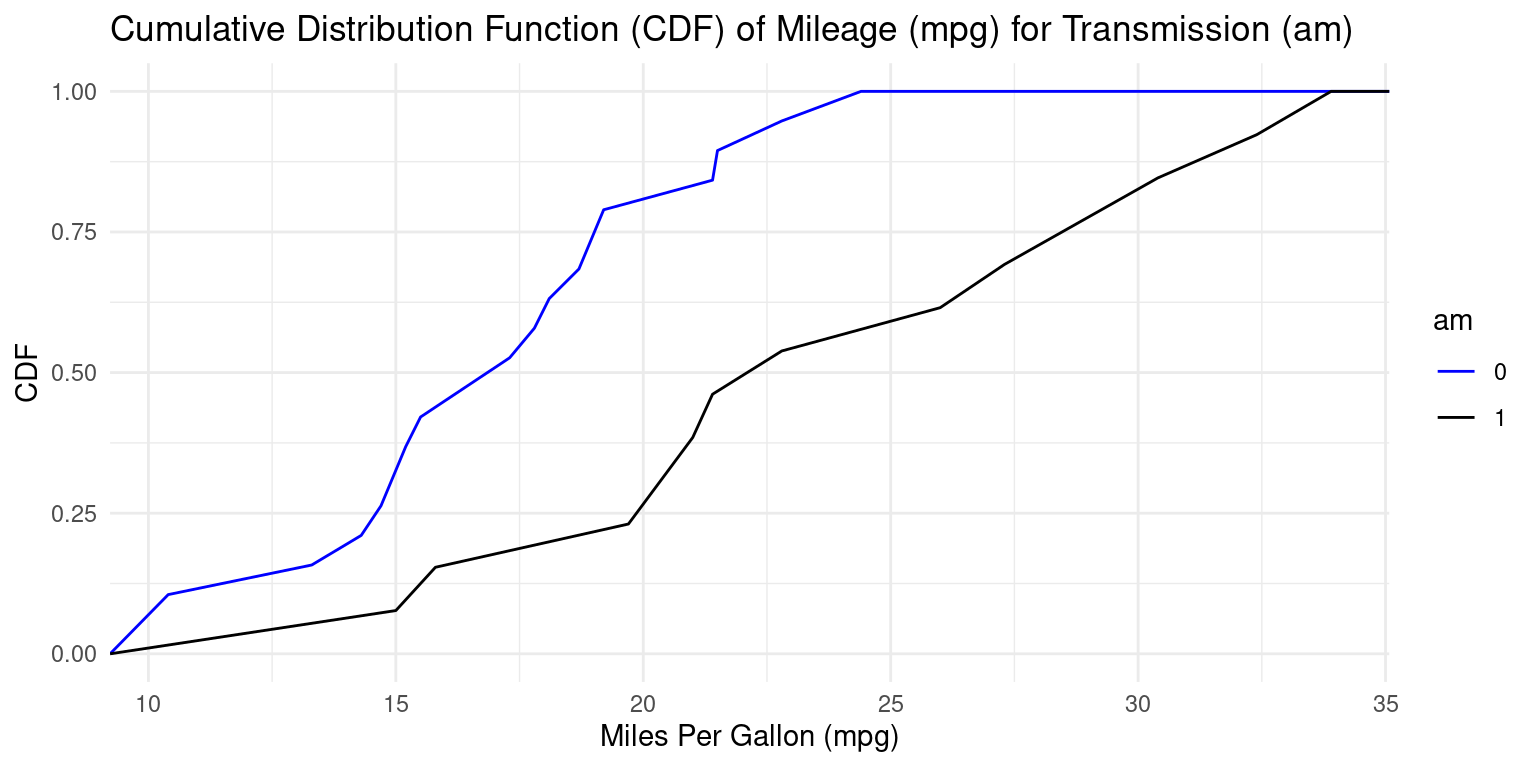 Cumulative Distribution Function (CDF) of Mileage (mpg) for Transmission (am)
1.00
0.75
0.50
0.25
0.00
CDF
10 15 20 25 30 35
Miles Per Gallon (mpg)
am
0
1